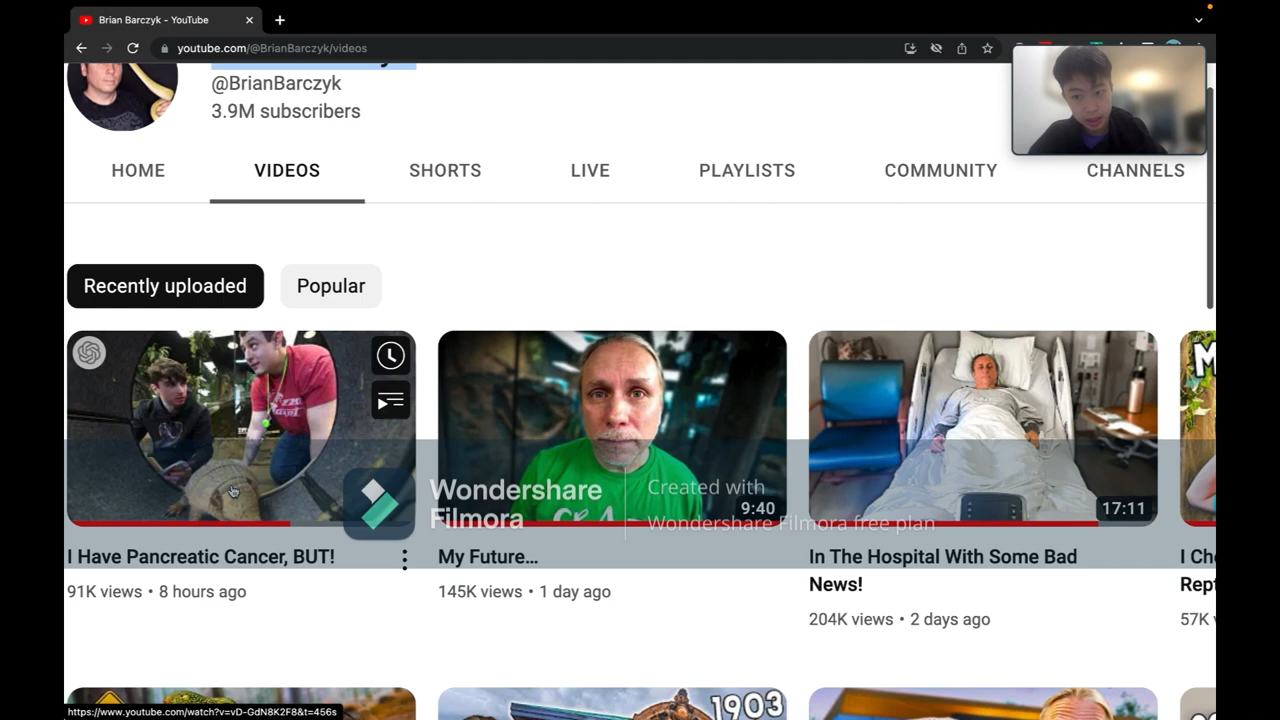 Brian Barczyk - YouTube
youtube.com/@BrianBarczyk/videos
@BrianBarczyk
3.9M subscribers
HOME VIDEOS SHORTS LIVE PLAYLISTS COMMUNITY CHANNELS
Recently uploaded Popular
9:40
17:11
Wondershare
Filmora
Created with
Wondershare Filmora free plan
I Have Pancreatic Cancer, BUT!
91K views • 8 hours ago
My Future...
145K views • 1 day ago
In The Hospital With Some Bad
News!
204K views • 2 days ago
I Ch
Rept
57K
1903
https://www.youtube.com/watch?v=vD-GdN8K2F8&t=456s